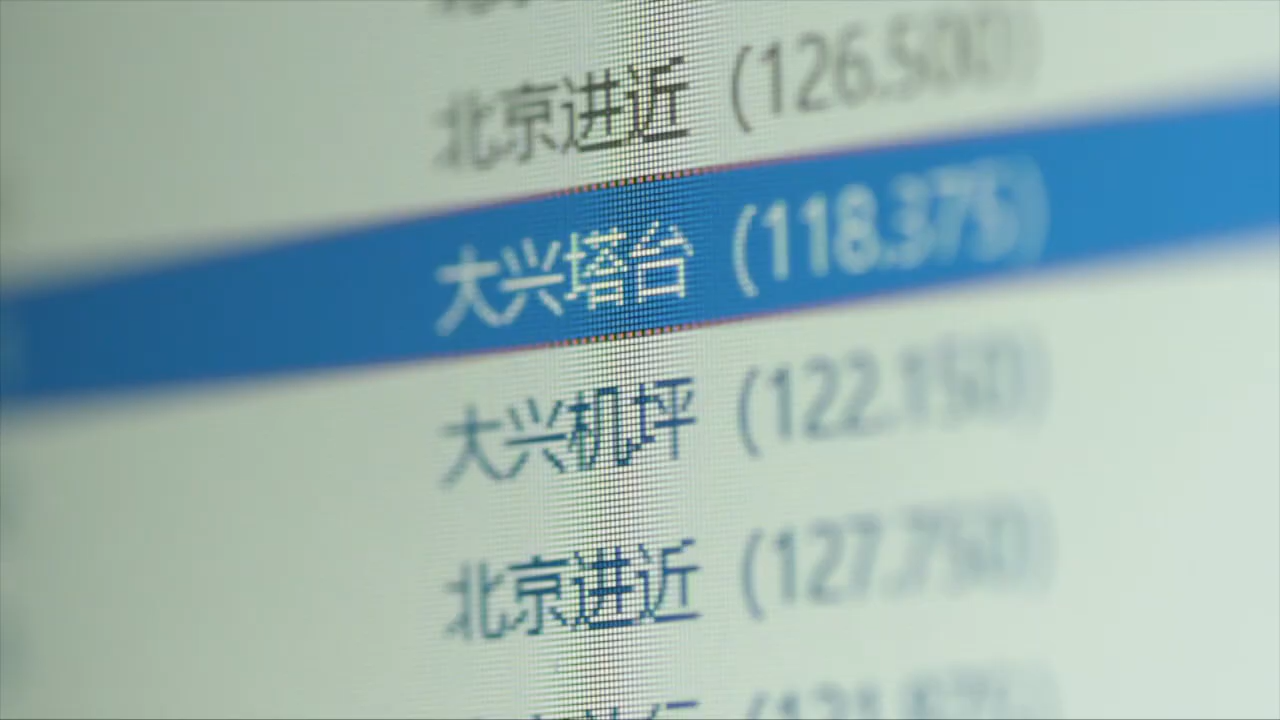 北京进近 (126.500)
大兴塔台 (118.375)
大兴机坪 (122.150)
北京进近 (127.750)